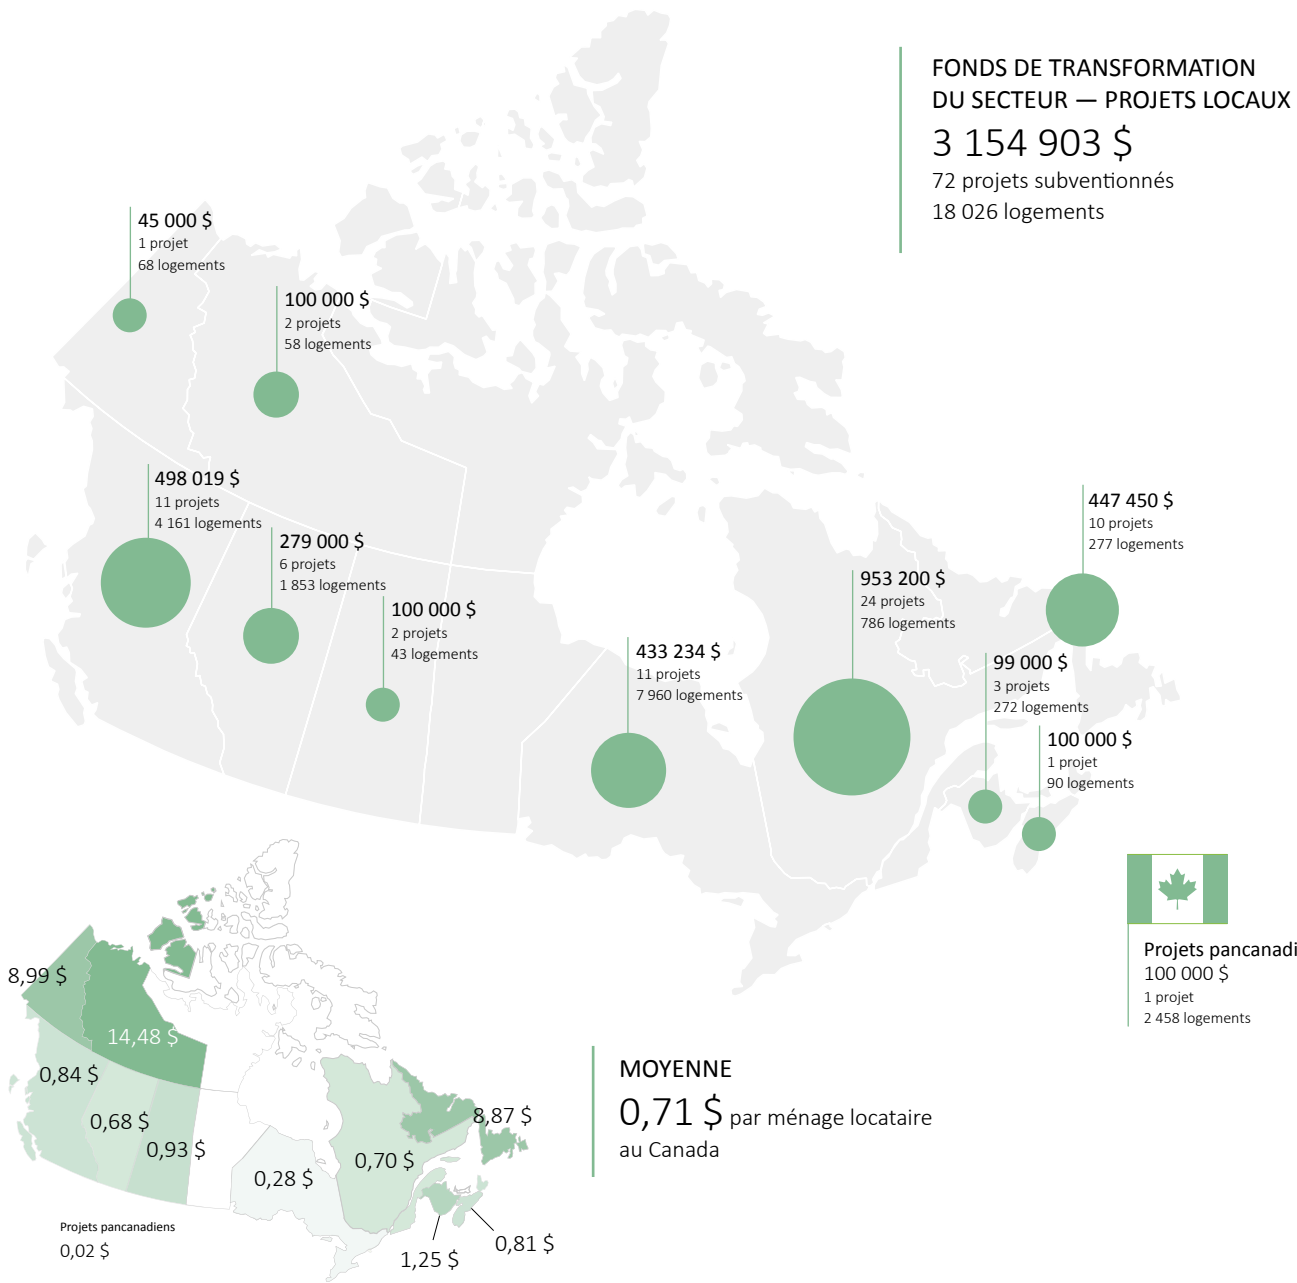 FONDS DE TRANSFORMATION
DU SECTEUR — PROJETS LOCAUX
3 154 903 $
72 projets subventionnés
18 026 logements
45 000 $
1 projet
68 logements
100 000 $
2 projets
58 logements
498 019 $
11 projets
4 161 logements
279 000 $
6 projets
1 853 logements
100 000 $
2 projets
43 logements
433 234 $
11 projets
7 960 logements
953 200 $
24 projets
786 logements
447 450 $
10 projets
277 logements
99 000 $
3 projets
272 logements
100 000 $
1 projet
90 logements
Projets pancanadi
100 000 $
1 projet
2 458 logements
8,99 $
14,48 $
0,84 $
0,68 $
0,93 $
0,28 $
0,70 $
8,87 $
1,25 $
0,81 $
Projets pancanadiens
0,02 $
MOYENNE
0,71 $ par ménage locataire
au Canada